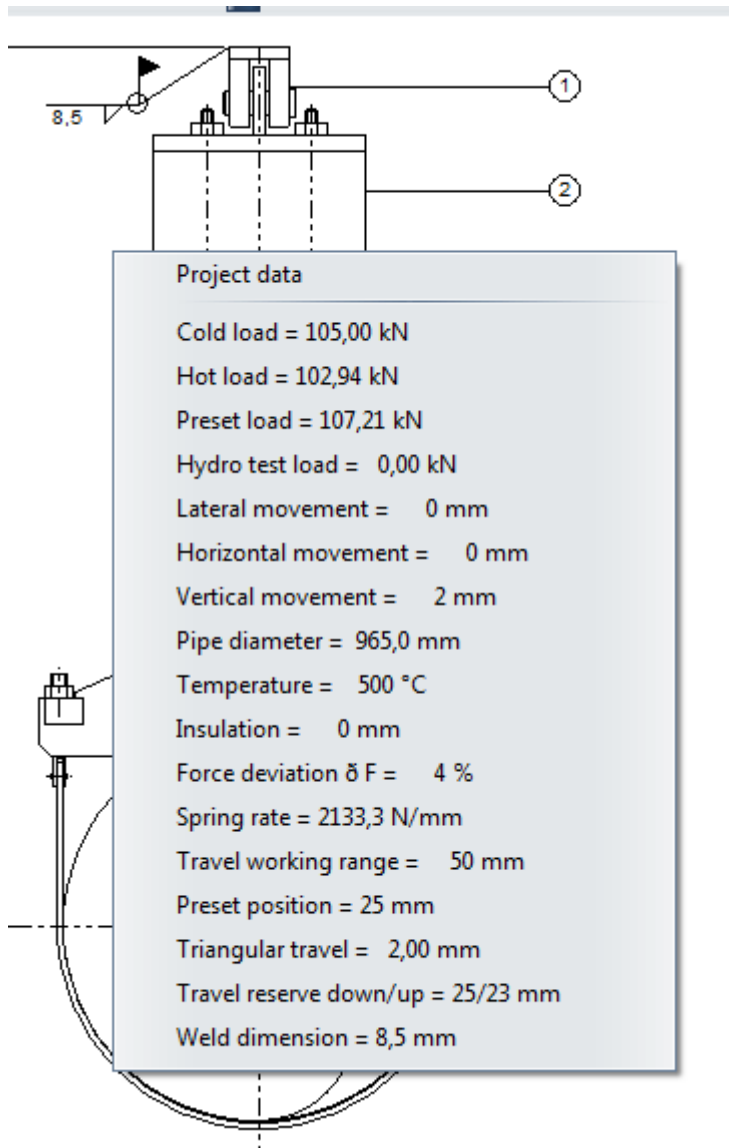 1
8,5
2
Project data
Cold load = 105,00 kN
Hot load = 102,94 kN
Preset load = 107,21 kN
Hydro test load = 0,00 kN
Lateral movement = 0 mm
Horizontal movement = 0 mm
Vertical movement = 2 mm
Pipe diameter = 965,0 mm
Temperature = 500 °C
Insulation = 0 mm
Force deviation ð F = 4 %
Spring rate = 2133,3 N/mm
Travel working range = 50 mm
Preset position = 25 mm
Triangular travel = 2,00 mm
Travel reserve down/up = 25/23 mm
Weld dimension = 8,5 mm